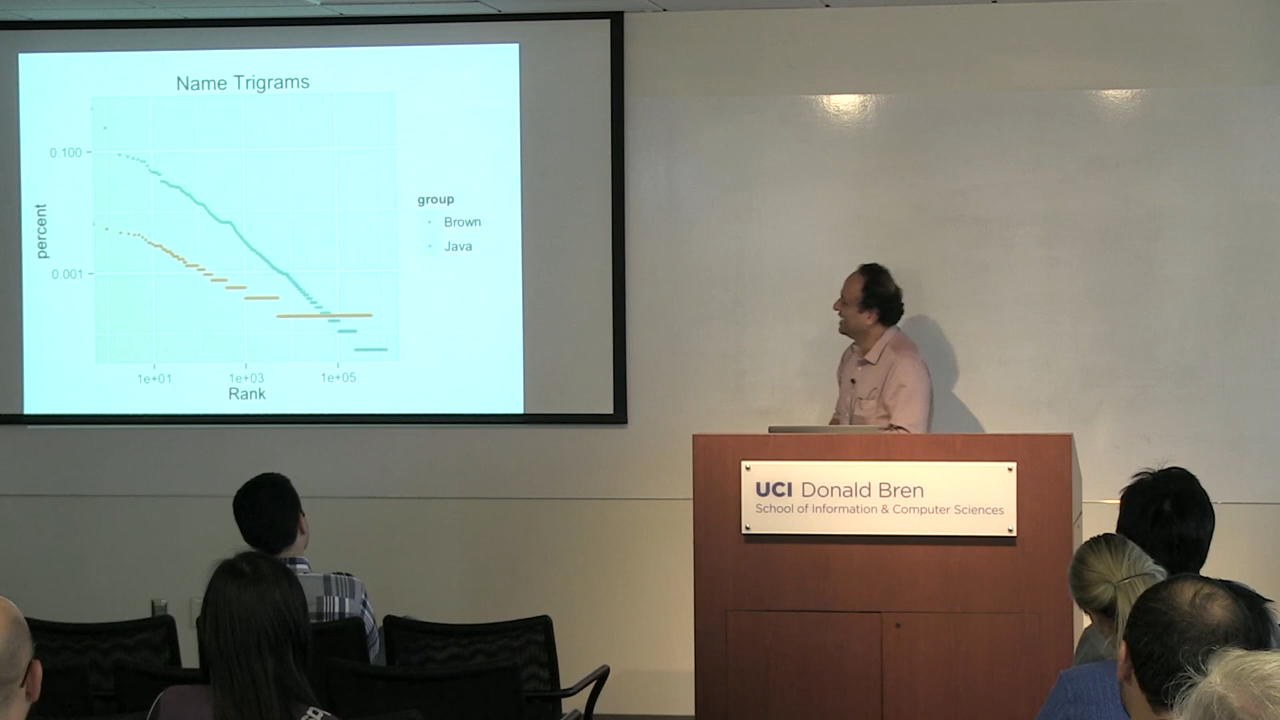 Name Trigrams
0.100
0.001
percent
1e+01
1e+03
1e+05
Rank
group
Brown
Java
UCI Donald Bren
School of Information & Computer Sciences